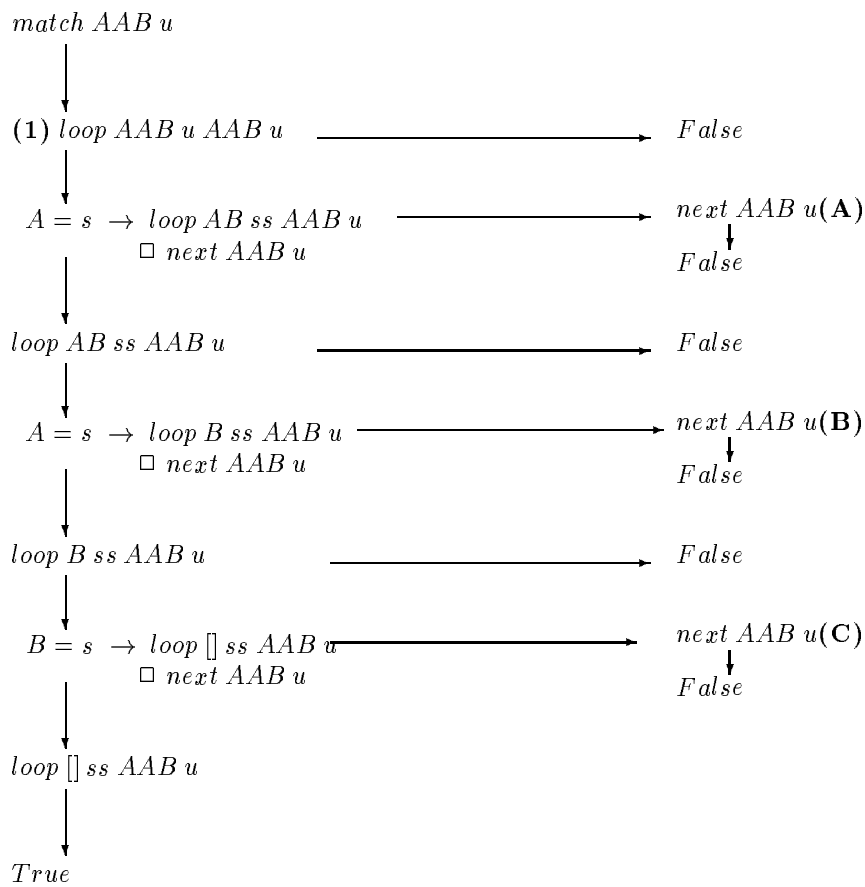 match AAB u
(1) loop AAB u AAB u False
A = s → loop AB ss AAB u next AAB u(A)
□ next AAB u
False
loop AB ss AAB u False
A = s → loop B ss AAB u next AAB u(B)
□ next AAB u
False
loop B ss AAB u False
B = s → loop [] ss AAB u next AAB u(C)
□ next AAB u
False
loop [] ss AAB u
True